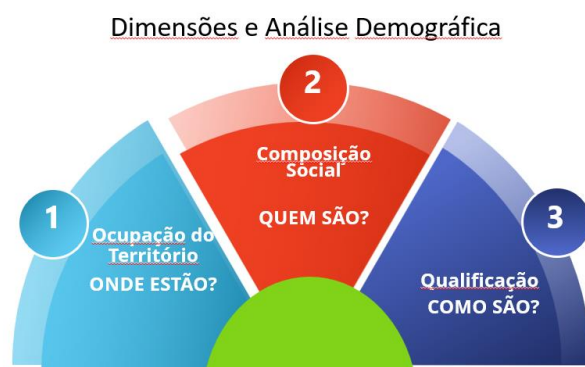 Dimensões e Análise Demográfica
1
Ocupação do
Território
ONDE ESTÃO?
2
Composição
Social
QUEM SÃO?
3
Qualificação
COMO SÃO?